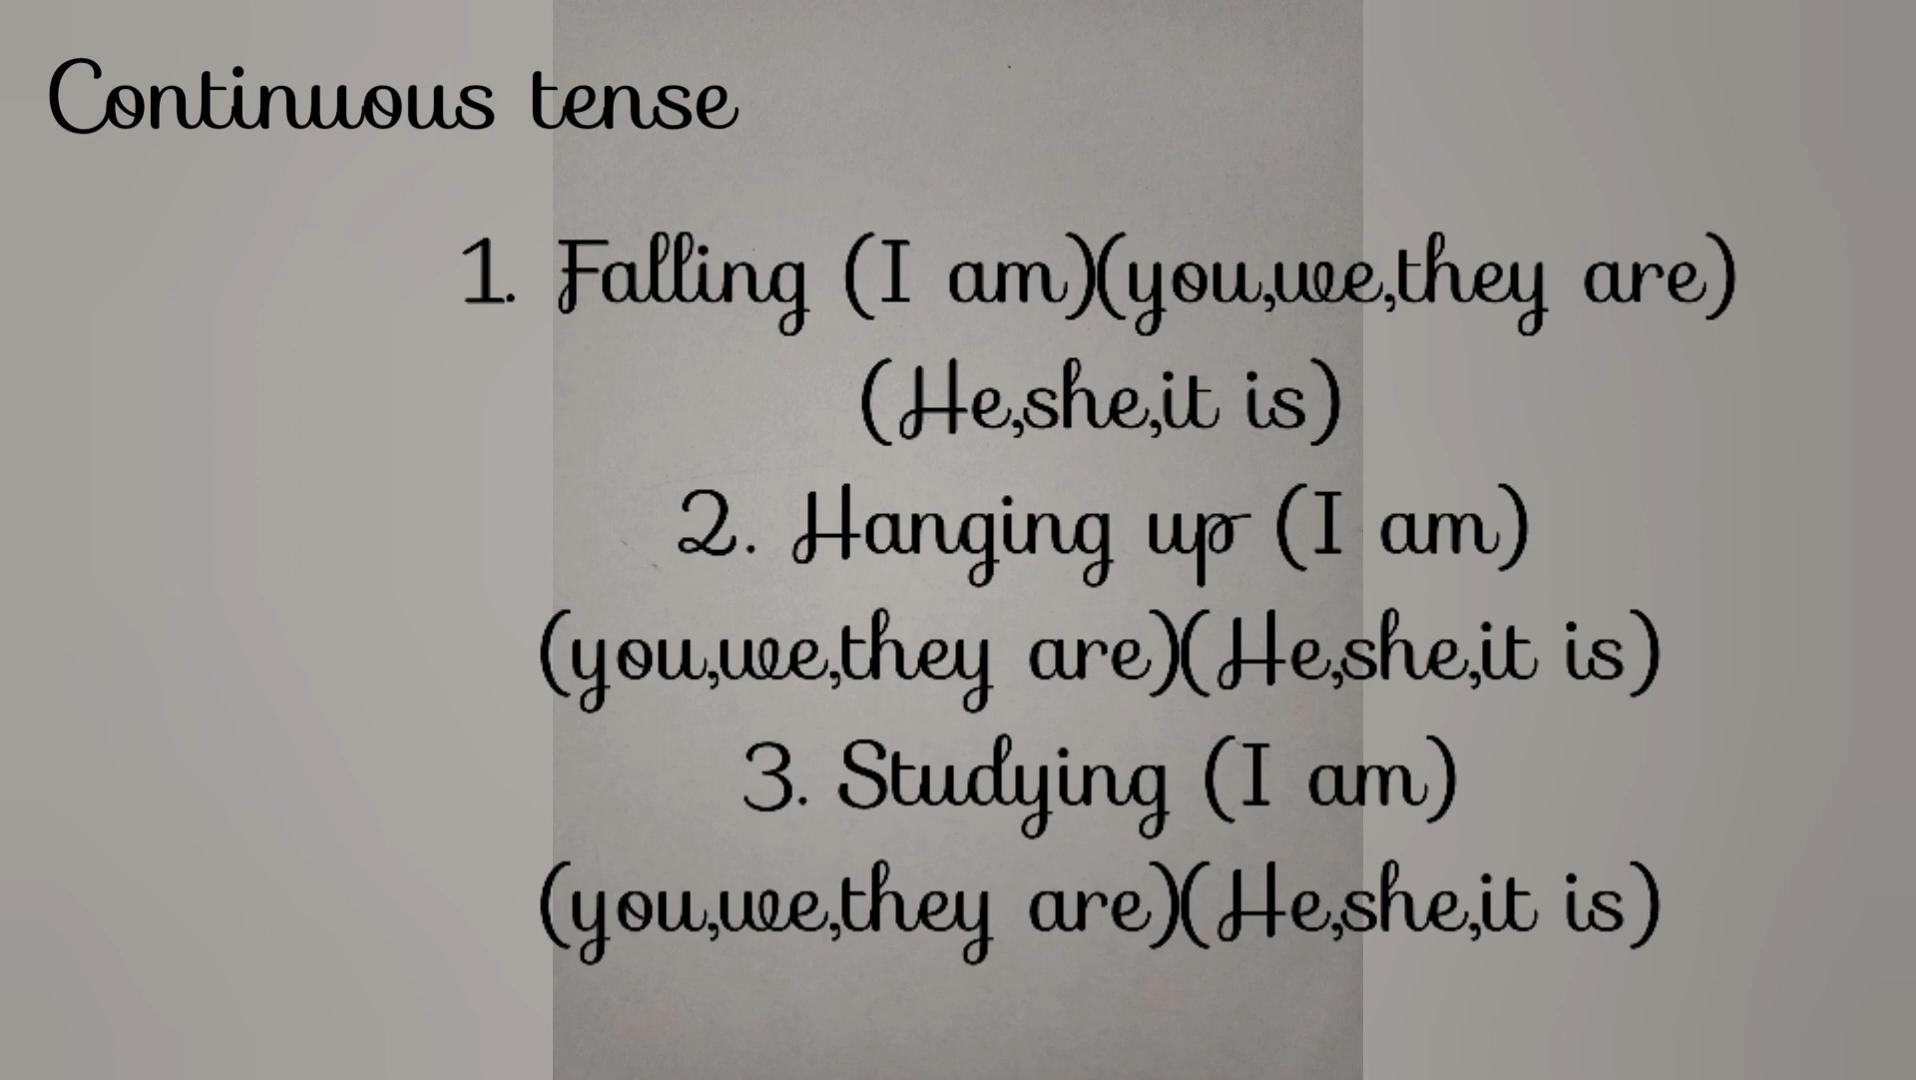 Continuous tense
1. Falling (I am)(you,we,they are)
(He,she,it is)
2. Hanging up (I am)
(you,we,they are)(He,she,it is)
3. Studying (I am)
(you,we,they are)(He,she,it is)